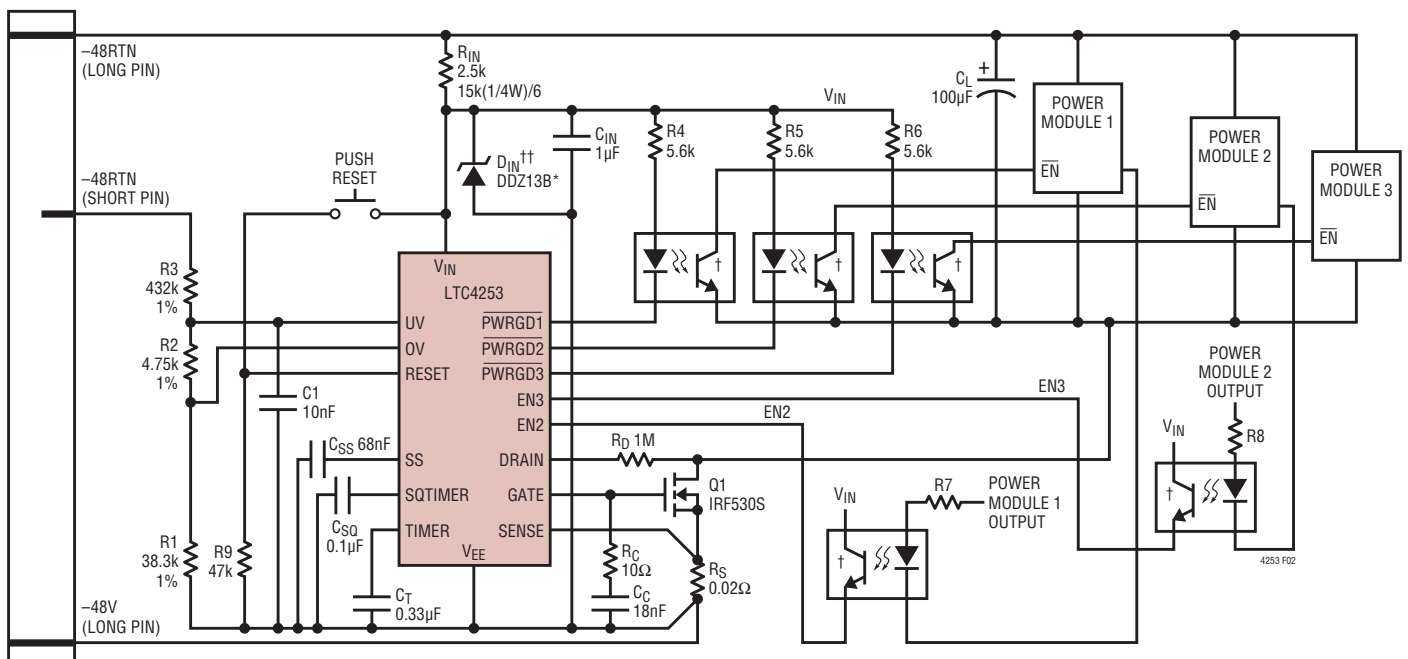 –48RTN
(LONG PIN)
RIN
2.5k
15k(1/4W)/6
CL
100µF
+
POWER
MODULE 1
EN
POWER
MODULE 2
EN
POWER
MODULE 3
EN
VIN
CIN
1µF
R4
5.6k
R5
5.6k
R6
5.6k
DIN††
DDZ13B*
PUSH
RESET
–48RTN
(SHORT PIN)
†
†
†
R3
432k
1%
R2
4.75k
1%
R1
38.3k
1%
R9
47k
C1
10nF
CSS 68nF
CSQ
0.1µF
CT
0.33µF
VIN
LTC4253
UV
OV
RESET
SS
SQTIMER
TIMER
VEE
PWRGD1
PWRGD2
PWRGD3
EN3
EN2
DRAIN
GATE
SENSE
EN3
EN2
RD 1M
Q1
IRF530S
RC
10Ω
CC
18nF
RS
0.02Ω
VIN
†
R7
POWER
MODULE 1
OUTPUT
POWER
MODULE 2
OUTPUT
R8
VIN
†
4253 F02
–48V
(LONG PIN)